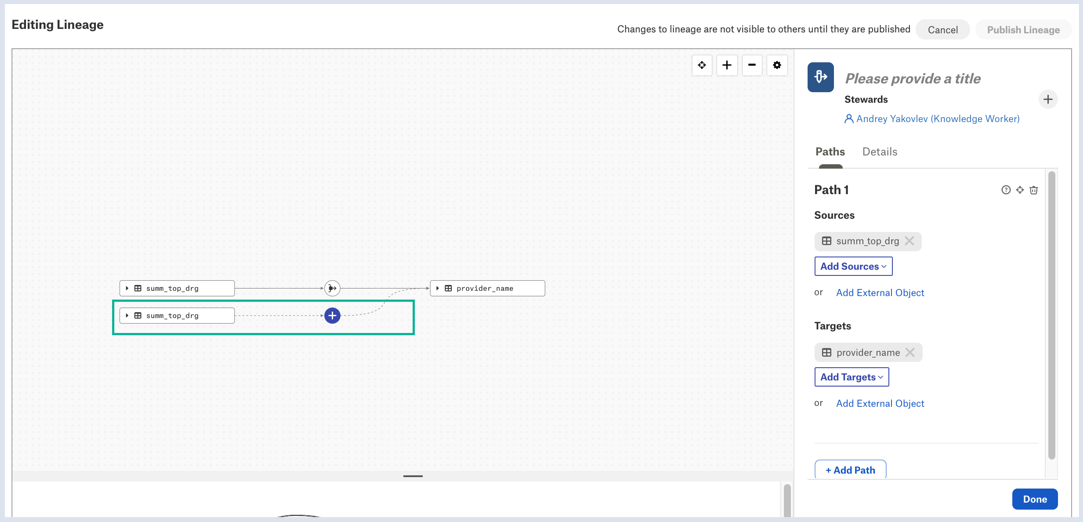 Editing Lineage
Changes to lineage are not visible to others until they are published
Cancel
Publish Lineage
summ_top_drg
provider_name
summ_top_drg
Please provide a title
Stewards
Andrey Yakovlev (Knowledge Worker)
Paths
Details
Path 1
Sources
summ_top_drg
Add Sources
or
Add External Object
Targets
provider_name
Add Targets
or
Add External Object
+ Add Path
Done